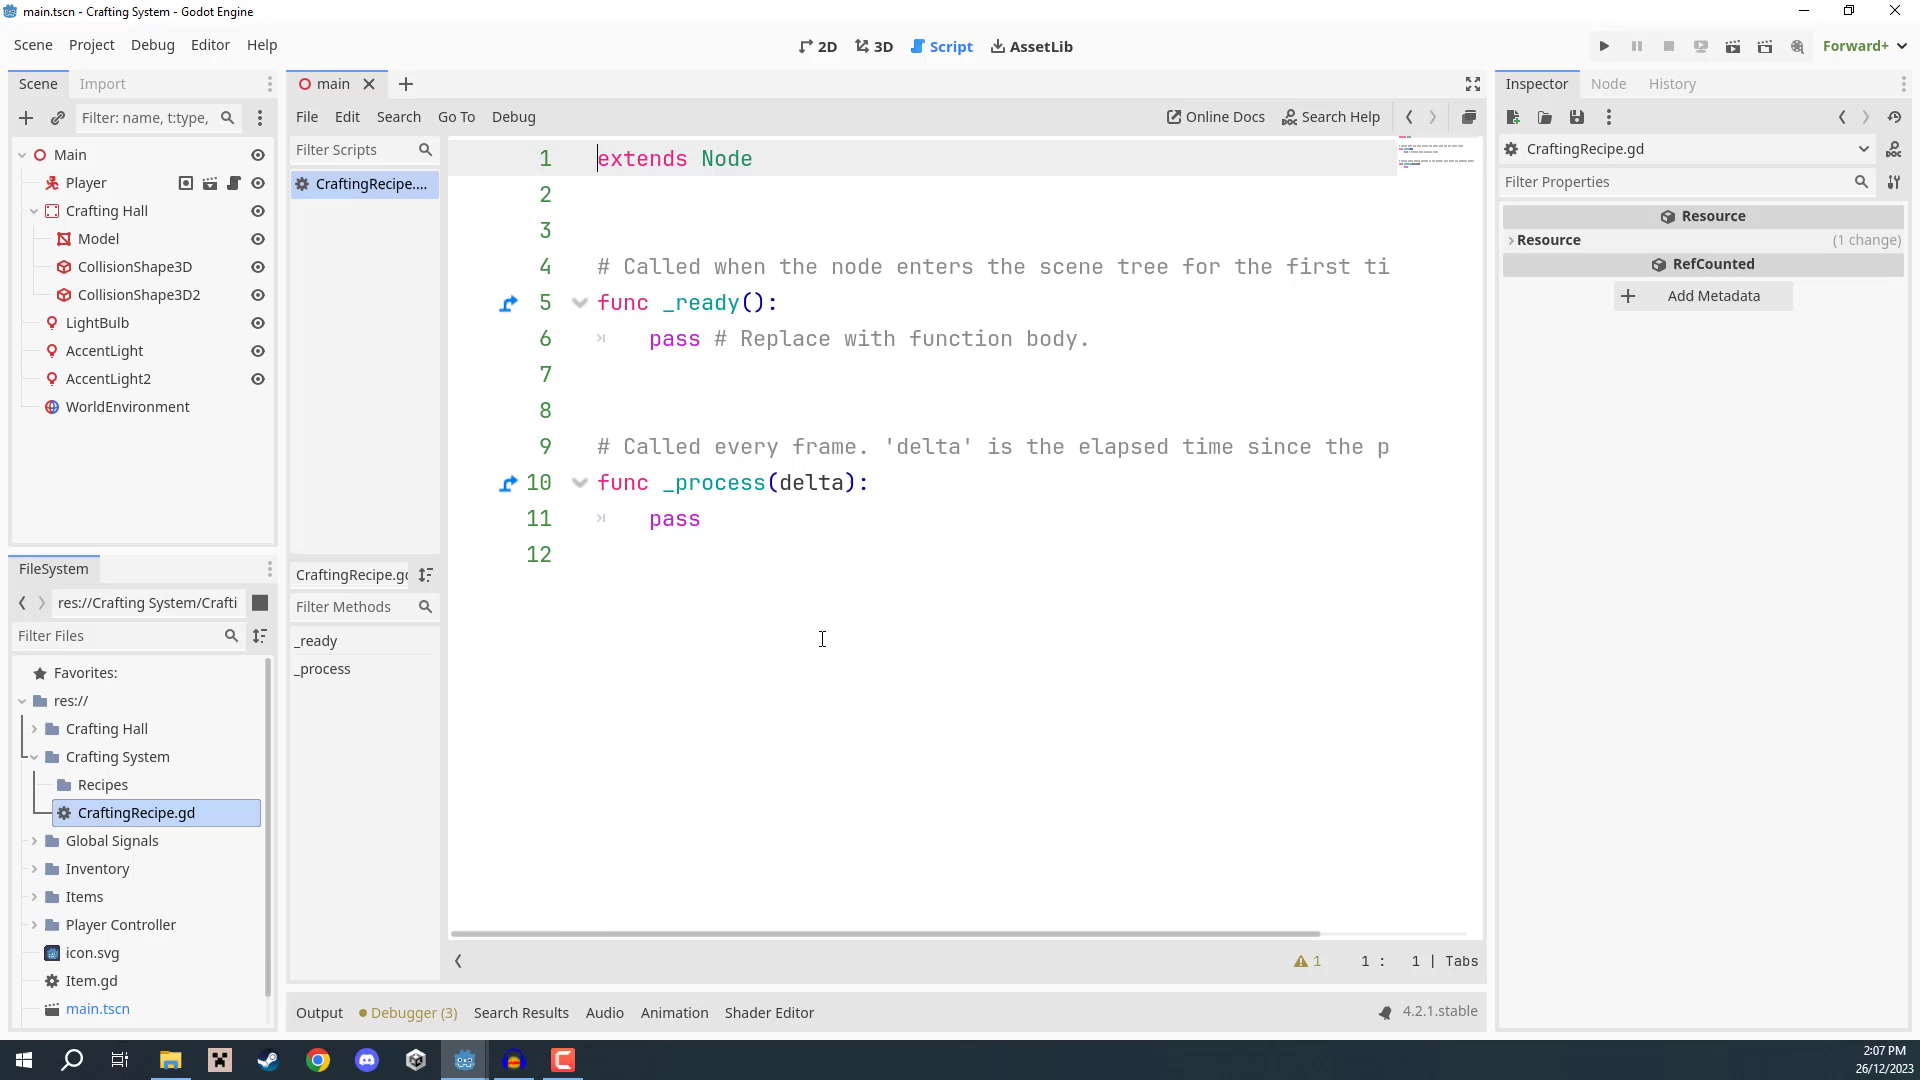 main.tscn - Crafting System - Godot Engine
Scene Project Debug Editor Help
2D 3D Script AssetLib
Forward+
Scene Import
main
Inspector Node History
Filter: name, t:type,
File Edit Search Go To Debug
Online Docs Search Help
Filter Scripts
CraftingRecipe....
CraftingRecipe.gd
Filter Properties
Resource
Resource (1 change)
RefCounted
Add Metadata
Main
Player
Crafting Hall
Model
CollisionShape3D
CollisionShape3D2
LightBulb
AccentLight
AccentLight2
WorldEnvironment
1 extends Node
2
3
4 # Called when the node enters the scene tree for the first ti
5 func _ready():
6 pass # Replace with function body.
7
8
9 # Called every frame. 'delta' is the elapsed time since the p
10 func _process(delta):
11 pass
12
CraftingRecipe.gd
Filter Methods
_ready
_process
FileSystem
res://Crafting System/Crafti
Filter Files
Favorites:
res://
Crafting Hall
Crafting System
Recipes
CraftingRecipe.gd
Global Signals
Inventory
Items
Player Controller
icon.svg
Item.gd
main.tscn
1 1 : 1 | Tabs
Output Debugger (3) Search Results Audio Animation Shader Editor
4.2.1.stable
2:07 PM
26/12/2023